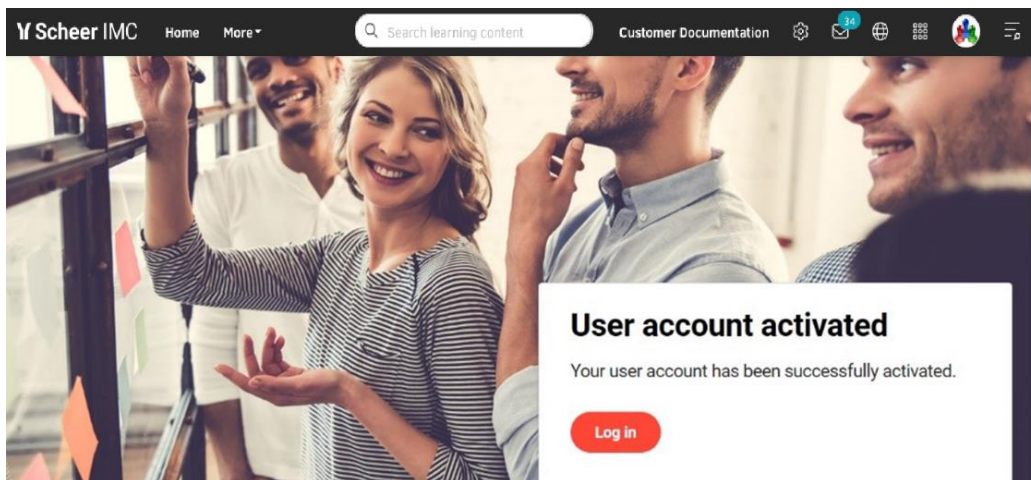 Scheer IMC Home More Search learning content Customer Documentation 34
User account activated
Your user account has been successfully activated.
Log in